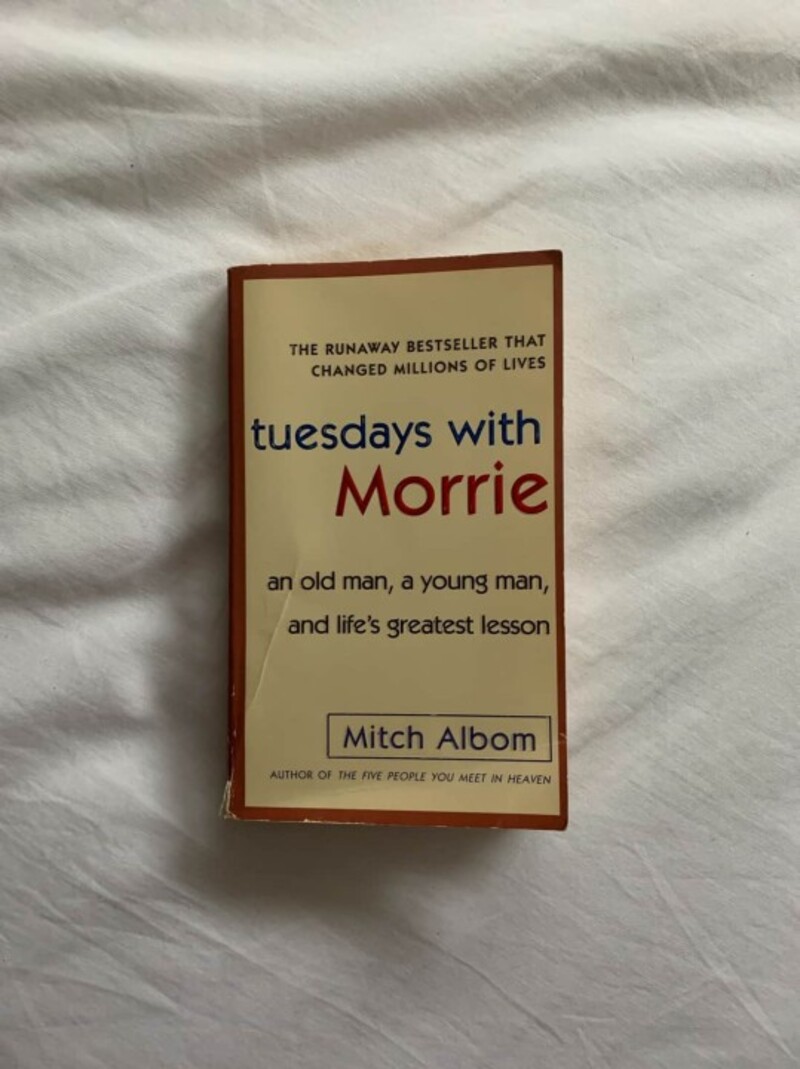 THE RUNAWAY BESTSELLER THAT
CHANGED MILLIONS OF LIVES
tuesdays with
Morrie
an old man, a young man,
and life's greatest lesson
Mitch Albom
AUTHOR OF THE FIVE PEOPLE YOU MEET IN HEAVEN